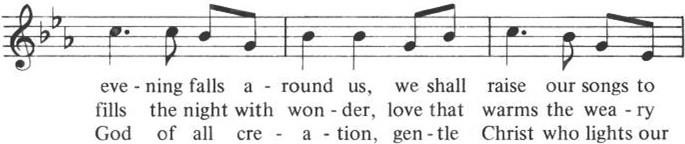 eve - ning falls a - round us, we shall raise our songs to
fills the night with won - der, love that warms the wea - ry
God of all cre - a - tion, gen - tle Christ who lights our